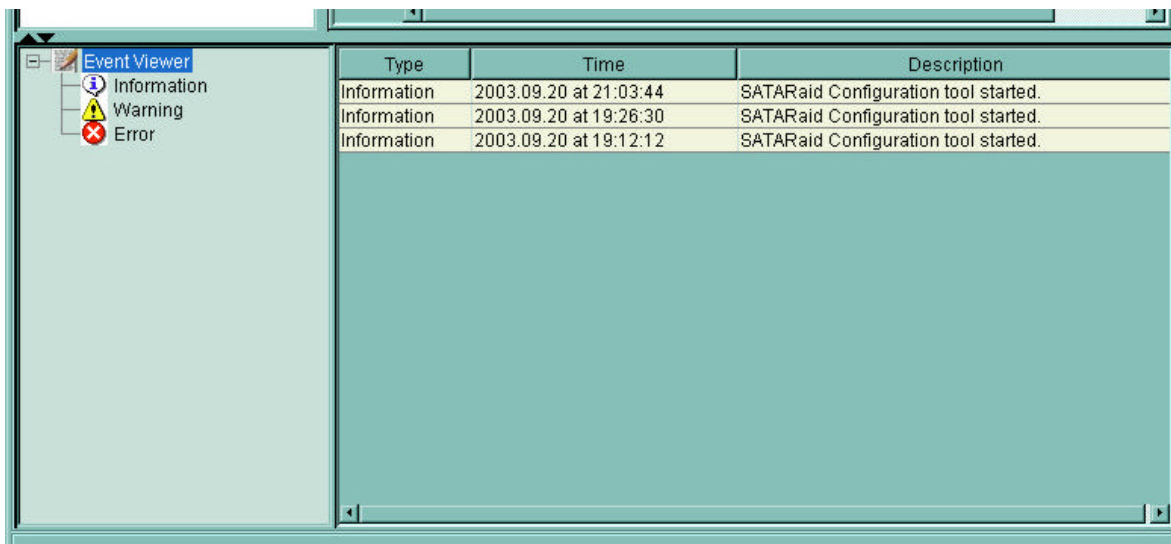 Event Viewer
Information
Warning
Error
Type Time Description
Information 2003.09.20 at 21:03:44 SATARaid Configuration tool started.
Information 2003.09.20 at 19:26:30 SATARaid Configuration tool started.
Information 2003.09.20 at 19:12:12 SATARaid Configuration tool started.